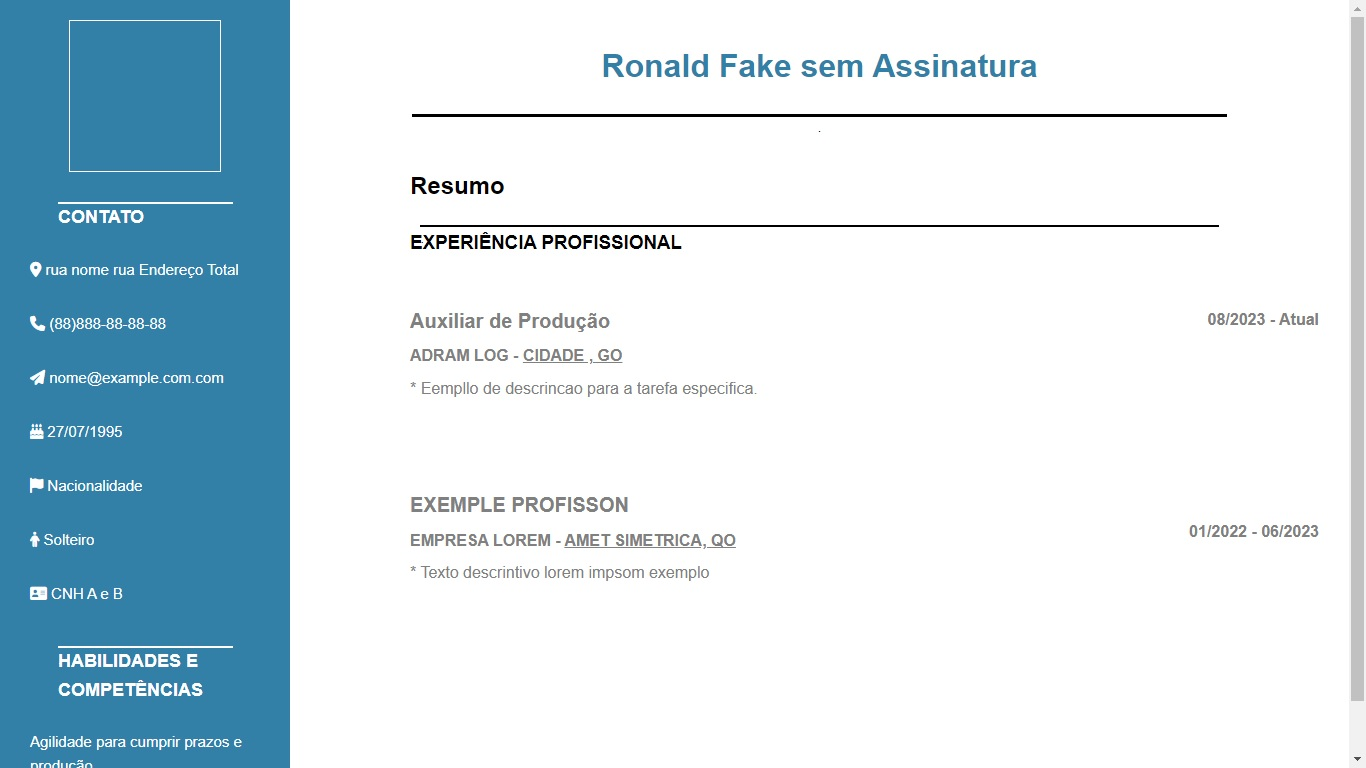 CONTATO
rua nome rua Endereço Total
(88)888-88-88-88
nome@example.com.com
27/07/1995
Nacionalidade
Solteiro
CNH A e B
HABILIDADES E
COMPETÊNCIAS
Agilidade para cumprir prazos e
produção
Ronald Fake sem Assinatura
.
Resumo
EXPERIÊNCIA PROFISSIONAL
Auxiliar de Produção 08/2023 - Atual
ADRAM LOG - CIDADE , GO
* Eempllo de descrincao para a tarefa especifica.
EXEMPLE PROFISSON
01/2022 - 06/2023
EMPRESA LOREM - AMET SIMETRICA, QO
* Texto descrintivo lorem impsom exemplo